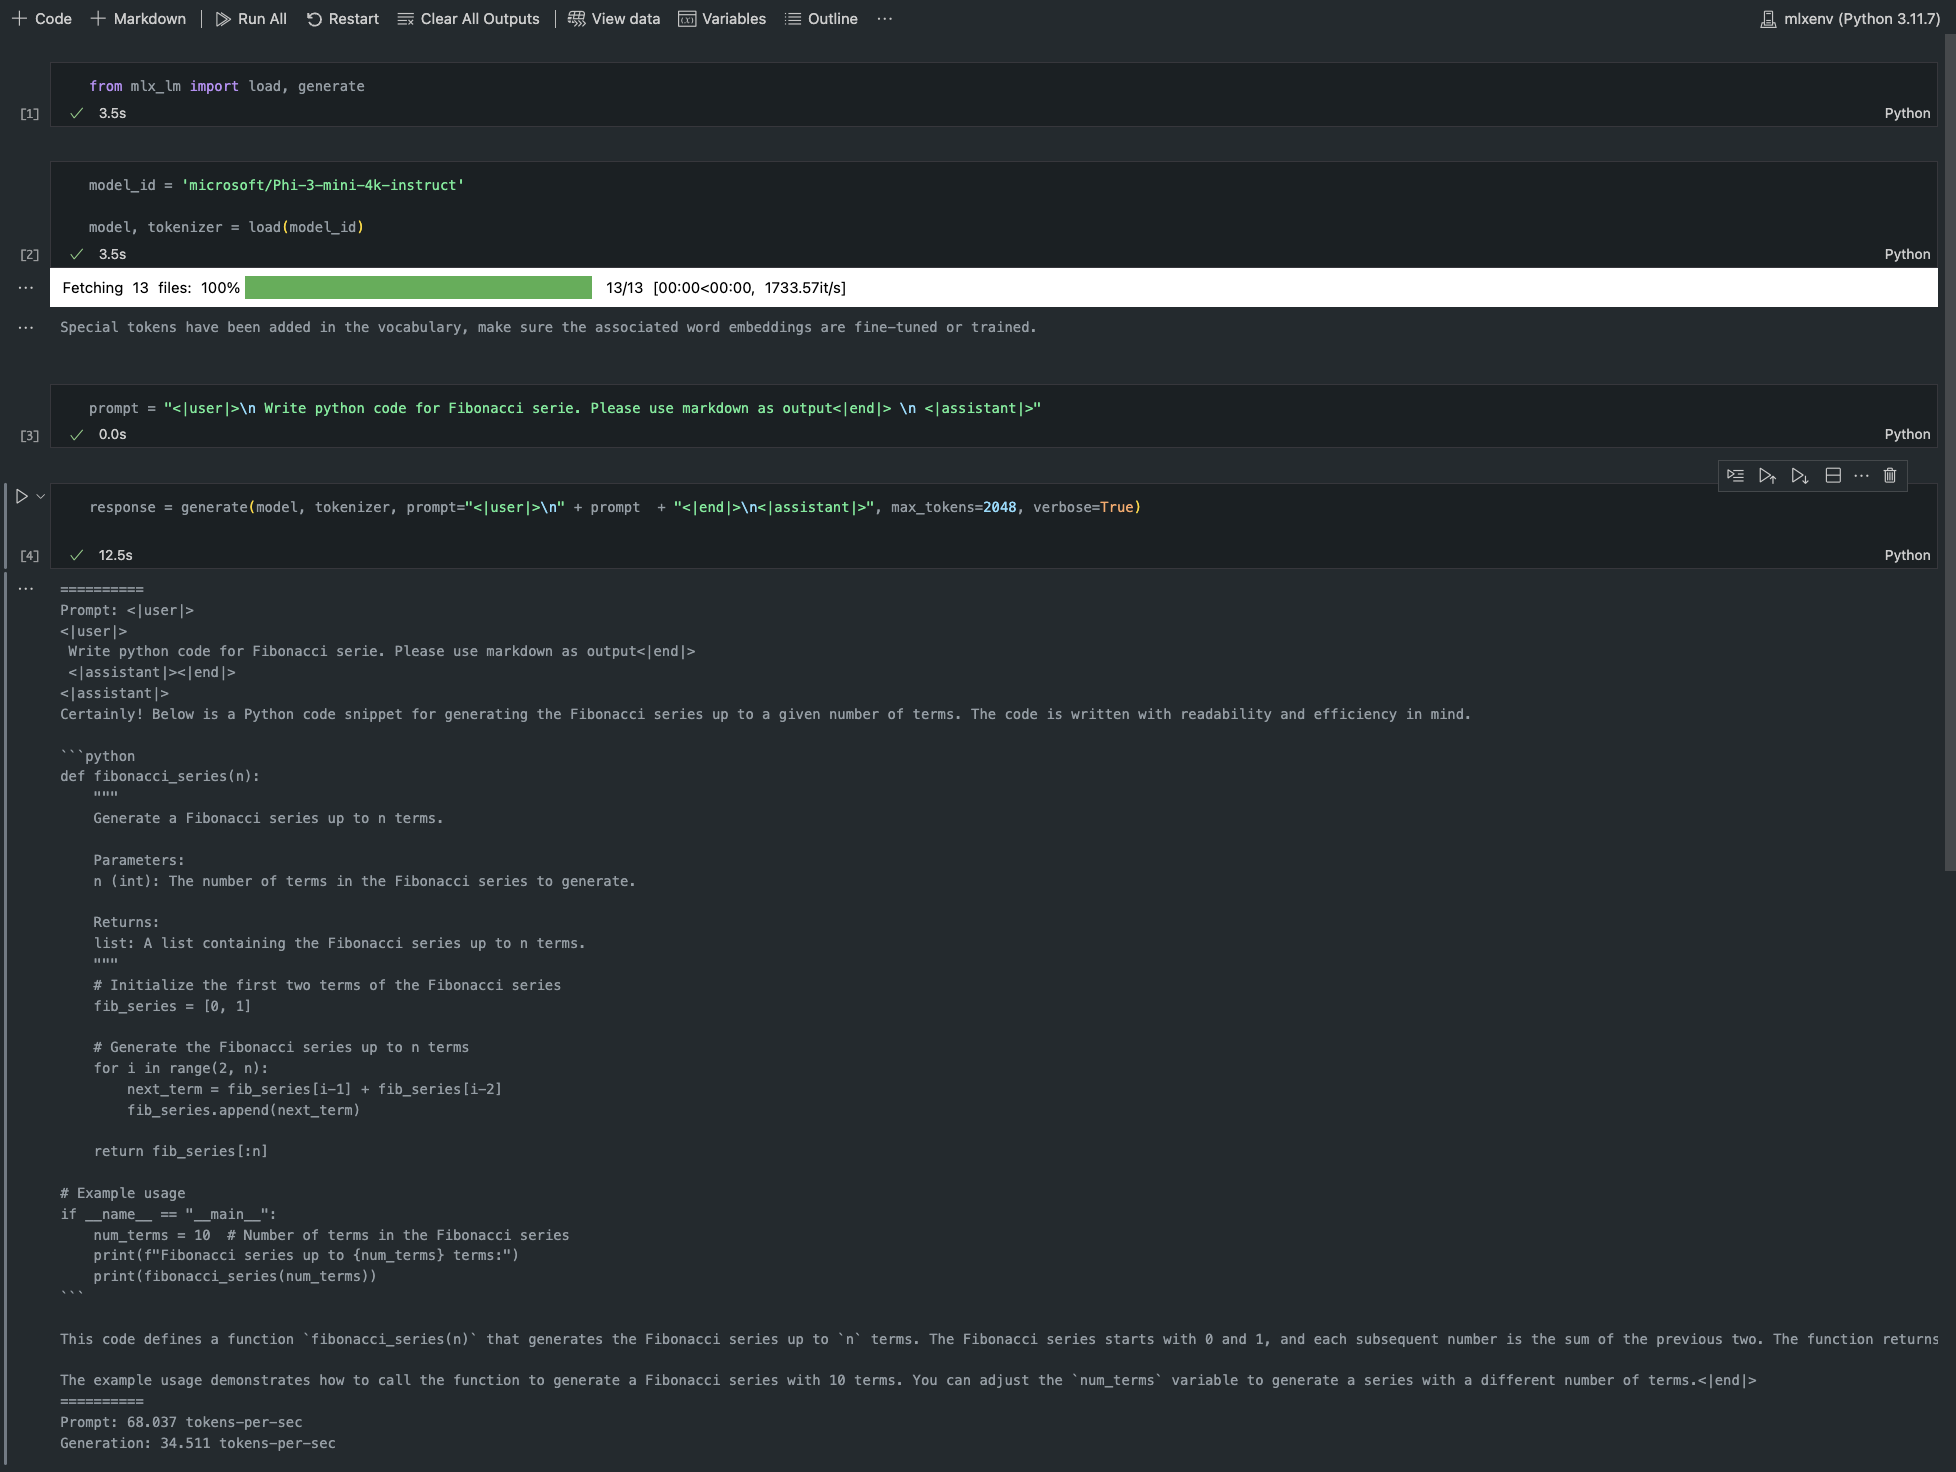 Code Markdown Run All Restart Clear All Outputs View data Variables Outline ... mlxenv (Python 3.11.7)
from mlx_lm import load, generate
[1] 3.5s Python
model_id = 'microsoft/Phi-3-mini-4k-instruct'
model, tokenizer = load(model_id)
[2] 3.5s Python
... Fetching 13 files: 100% 13/13 [00:00<00:00, 1733.57it/s]
... Special tokens have been added in the vocabulary, make sure the associated word embeddings are fine-tuned or trained.
prompt = "<|user|>\n Write python code for Fibonacci serie. Please use markdown as output<|end|> \n <|assistant|>"
[3] 0.0s Python
response = generate(model, tokenizer, prompt="<|user|>\n" + prompt  + "<|end|>\n<|assistant|>", max_tokens=2048, verbose=True)
[4] 12.5s Python
... ==========
Prompt: <|user|>
<|user|>
 Write python code for Fibonacci serie. Please use markdown as output<|end|>
 <|assistant|><|end|>
<|assistant|>
Certainly! Below is a Python code snippet for generating the Fibonacci series up to a given number of terms. The code is written with readability and efficiency in mind.
```python
def fibonacci_series(n):
    """
    Generate a Fibonacci series up to n terms.
    Parameters:
    n (int): The number of terms in the Fibonacci series to generate.
    Returns:
    list: A list containing the Fibonacci series up to n terms.
    """
    # Initialize the first two terms of the Fibonacci series
    fib_series = [0, 1]
    # Generate the Fibonacci series up to n terms
    for i in range(2, n):
        next_term = fib_series[i-1] + fib_series[i-2]
        fib_series.append(next_term)
    return fib_series[:n]
# Example usage
if __name__ == "__main__":
    num_terms = 10  # Number of terms in the Fibonacci series
    print(f"Fibonacci series up to {num_terms} terms:")
    print(fibonacci_series(num_terms))
```
This code defines a function `fibonacci_series(n)` that generates the Fibonacci series up to `n` terms. The Fibonacci series starts with 0 and 1, and each subsequent number is the sum of the previous two. The function returns
The example usage demonstrates how to call the function to generate a Fibonacci series with 10 terms. You can adjust the `num_terms` variable to generate a series with a different number of terms.<|end|>
==========
Prompt: 68.037 tokens-per-sec
Generation: 34.511 tokens-per-sec